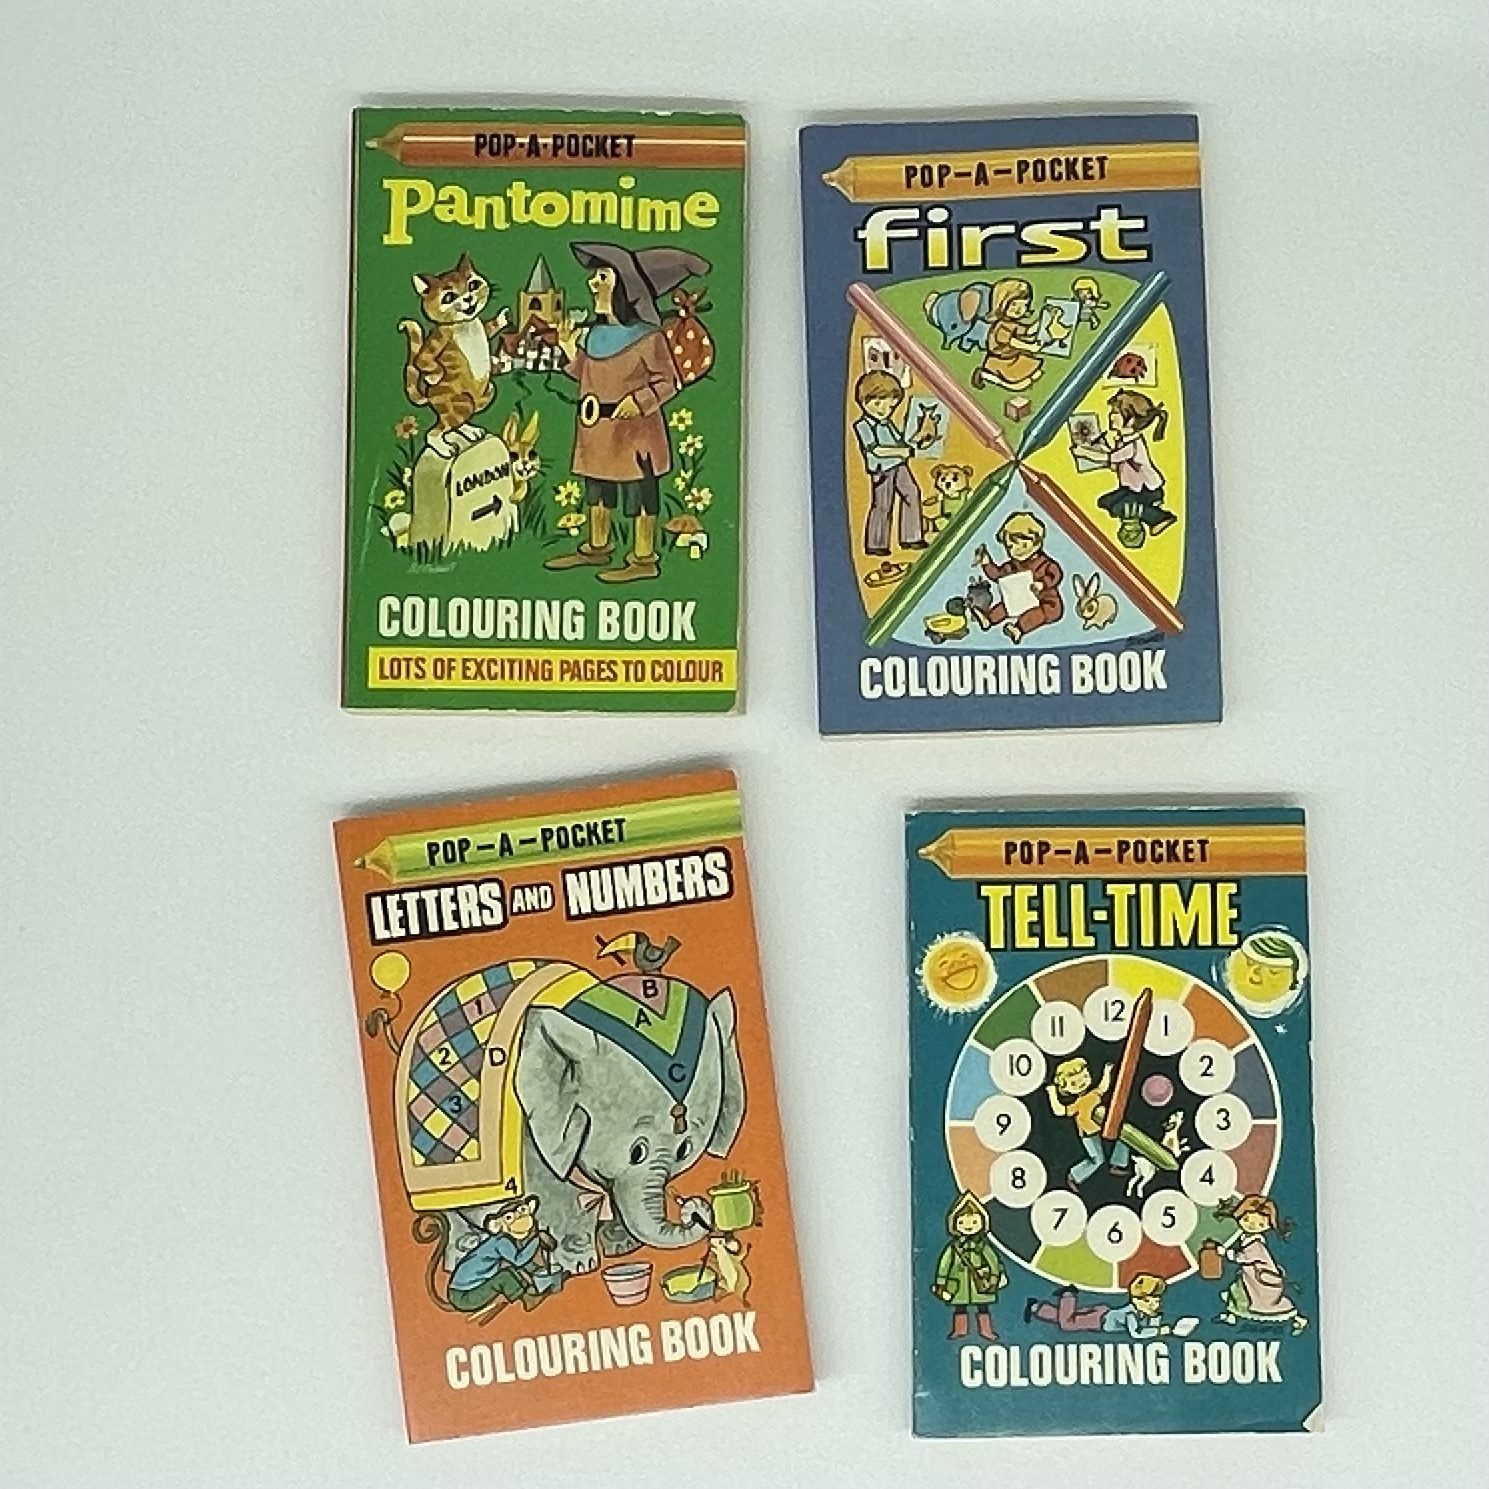 POP-A-POCKET
Pantomime
LONDON
COLOURING BOOK
LOTS OF EXCITING PAGES TO COLOUR
POP-A-POCKET
first
COLOURING BOOK
POP-A-POCKET
LETTERS AND NUMBERS
1
B
A
2
D
C
3
4
COLOURING BOOK
POP-A-POCKET
TELL-TIME
12
11
1
10
2
9
3
8
4
7
5
6
COLOURING BOOK